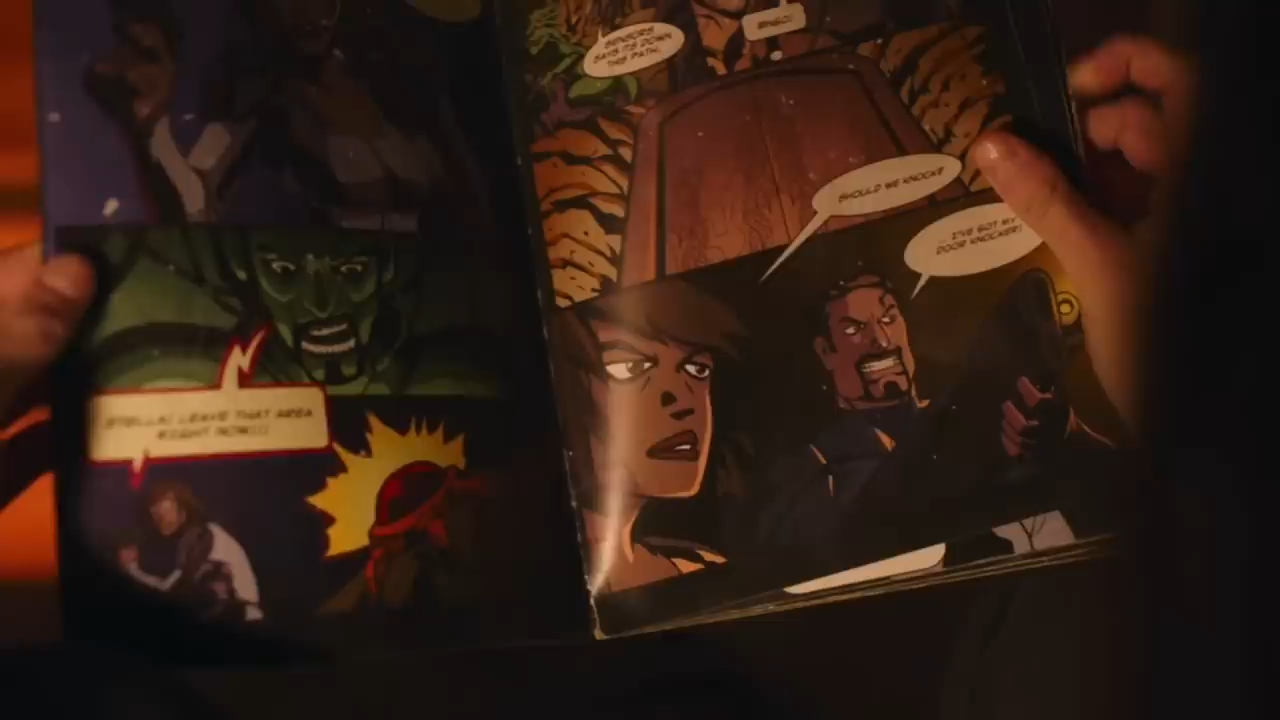 STELLA! LEAVE THAT AREA
RIGHT NOW!!!
SENSORS
SAYS ITS DOWN
THIS PATH.
BINGO!
SHOULD WE KNOCK?
... I'VE GOT MY
DOOR KNOCKER!